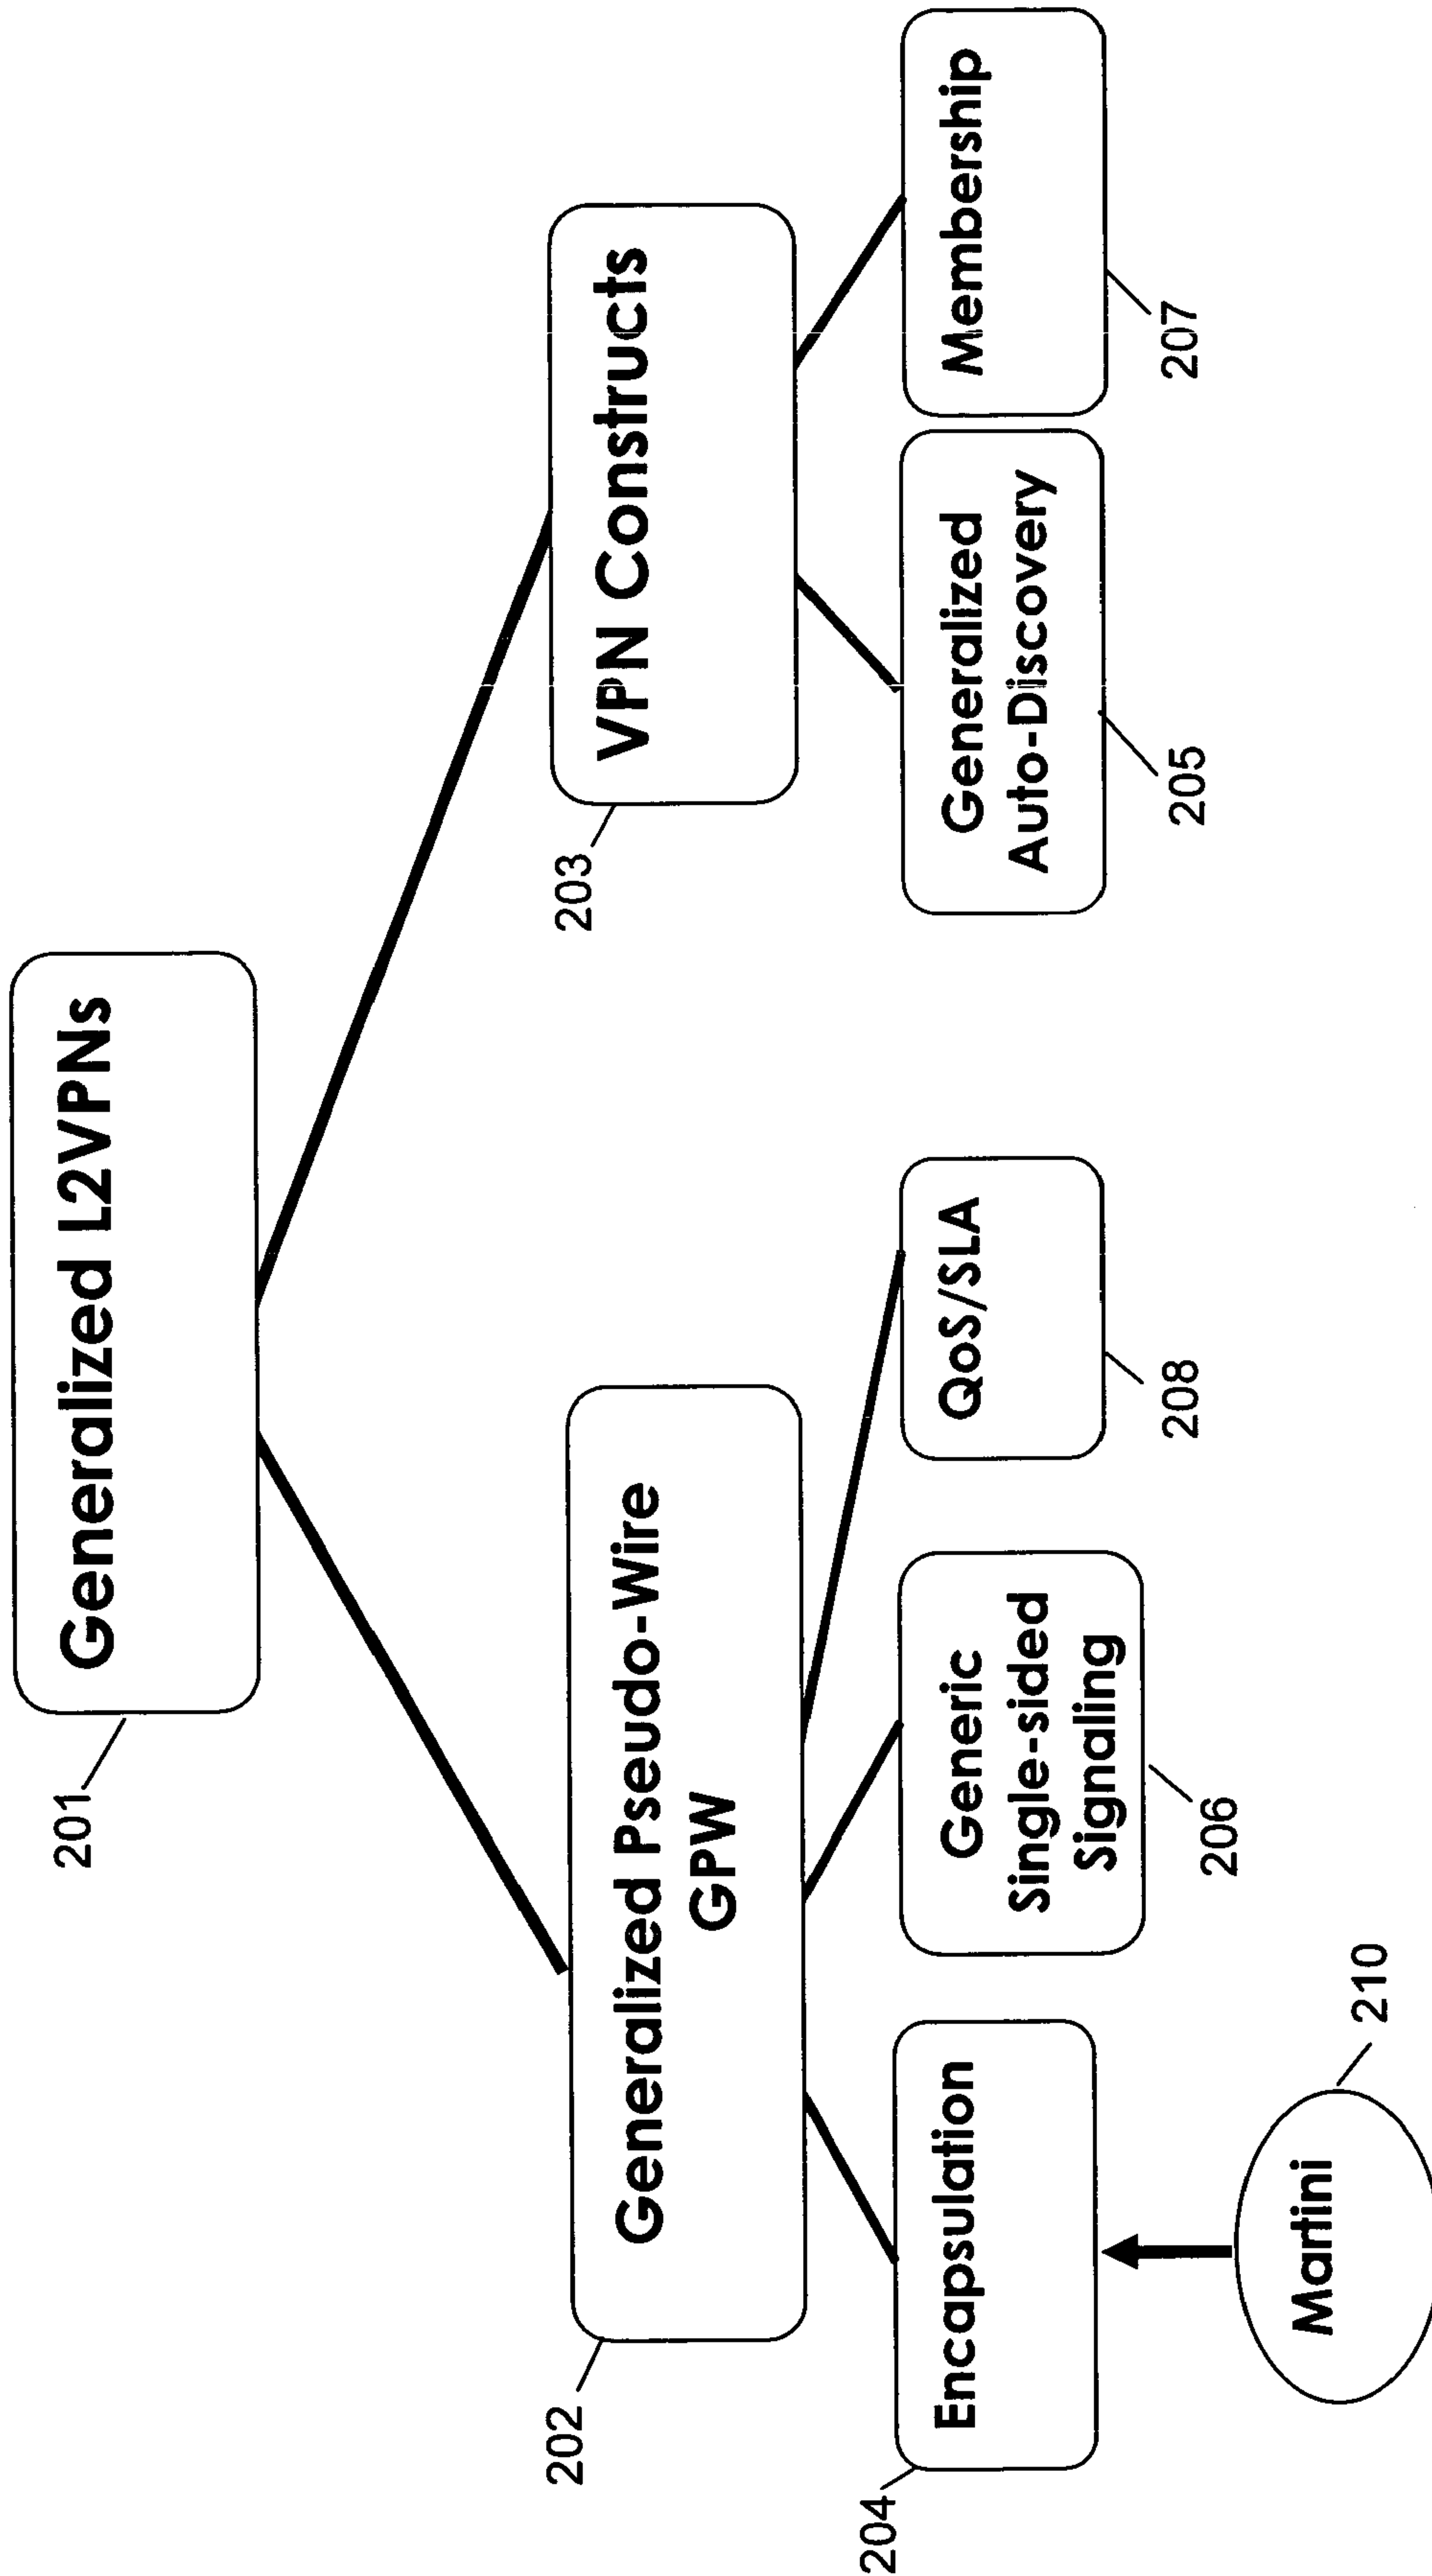 Generalized L2VPNs
201
Generalized Pseudo-Wire
GPW
202
VPN Constructs
203
Encapsulation
204
Generic
Single-sided
Signaling
206
QoS/SLA
208
Generalized
Auto-Discovery
205
Membership
207
Martini
210